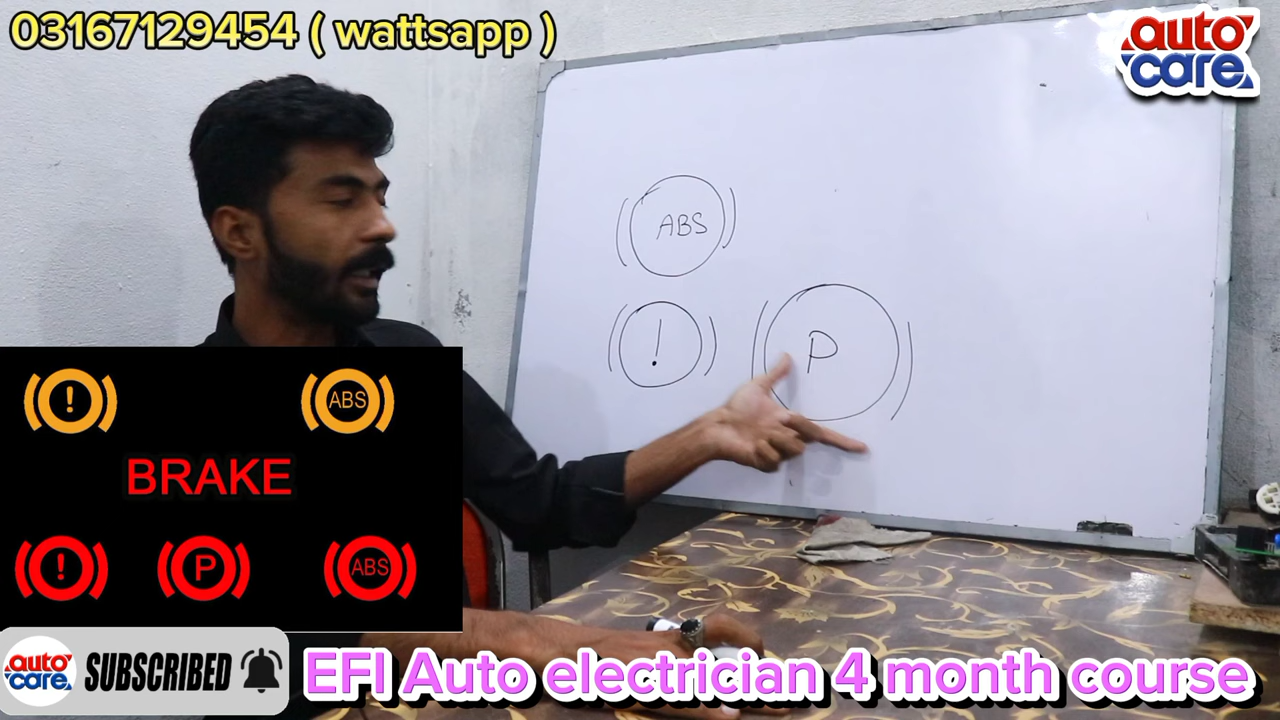 03167129454 ( wattsapp )
auto
care
ABS
!
P
!
ABS
BRAKE
!
P
ABS
auto
care
SUBSCRIBED
EFI Auto electrician 4 month course